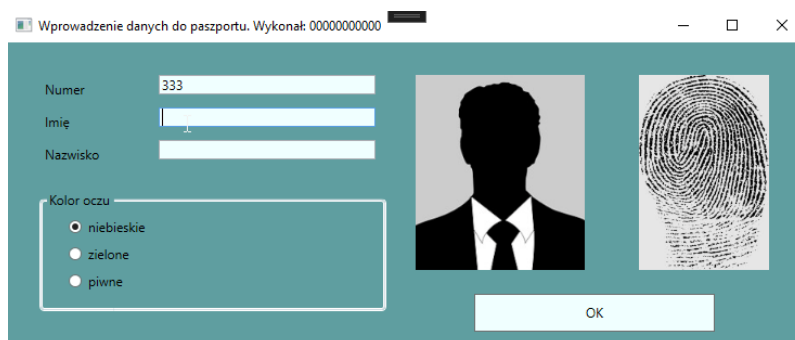 Wprowadzenie danych do paszportu. Wykonał: 00000000000
Numer 333
Imię
Nazwisko
Kolor oczu
niebieskie
zielone
piwne
OK